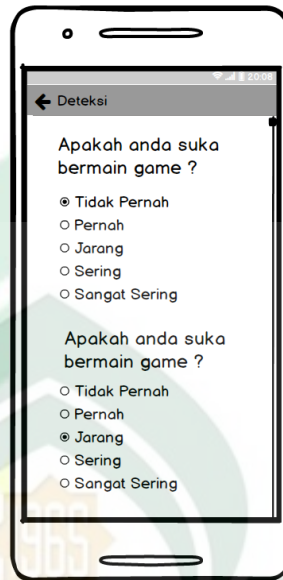 20:08
Deteksi
Apakah anda suka
bermain game ?
Tidak Pernah
Pernah
Jarang
Sering
Sangat Sering
Apakah anda suka
bermain game ?
Tidak Pernah
Pernah
Jarang
Sering
Sangat Sering
1965